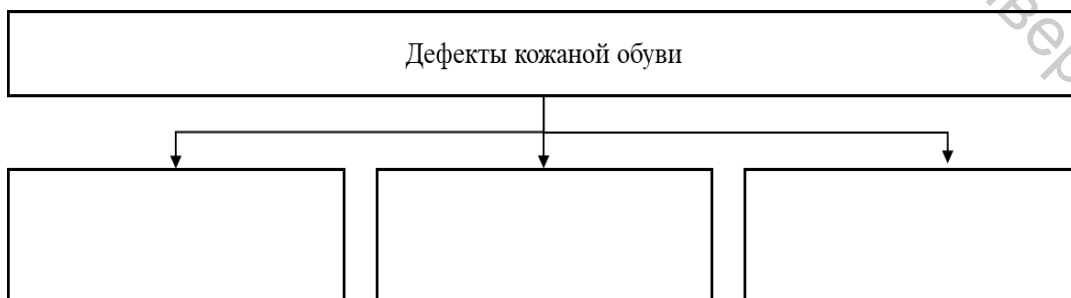 Дефекты кожаной обуви